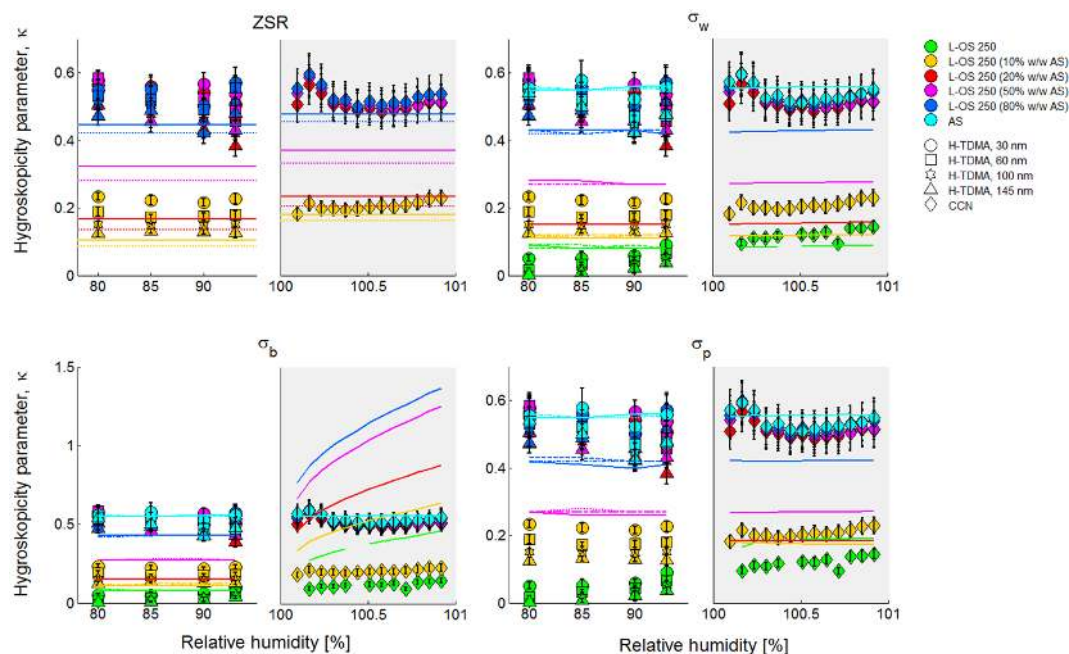 ZSR
σw
Hygroskopicity parameter, κ
0.6
0.4
0.2
0
80
85
90
100
100.5
101
0.6
0.4
0.2
0
80
85
90
100
100.5
101
L-OS 250
L-OS 250 (10% w/w AS)
L-OS 250 (20% w/w AS)
L-OS 250 (50% w/w AS)
L-OS 250 (80% w/w AS)
AS
H-TDMA, 30 nm
H-TDMA, 60 nm
H-TDMA, 100 nm
H-TDMA, 145 nm
CCN
σb
σp
Hygroskopicity parameter, κ
1.5
1
0.5
0
80
85
90
100
100.5
101
Relative humidity [%]
0.6
0.4
0.2
0
80
85
90
100
100.5
101
Relative humidity [%]